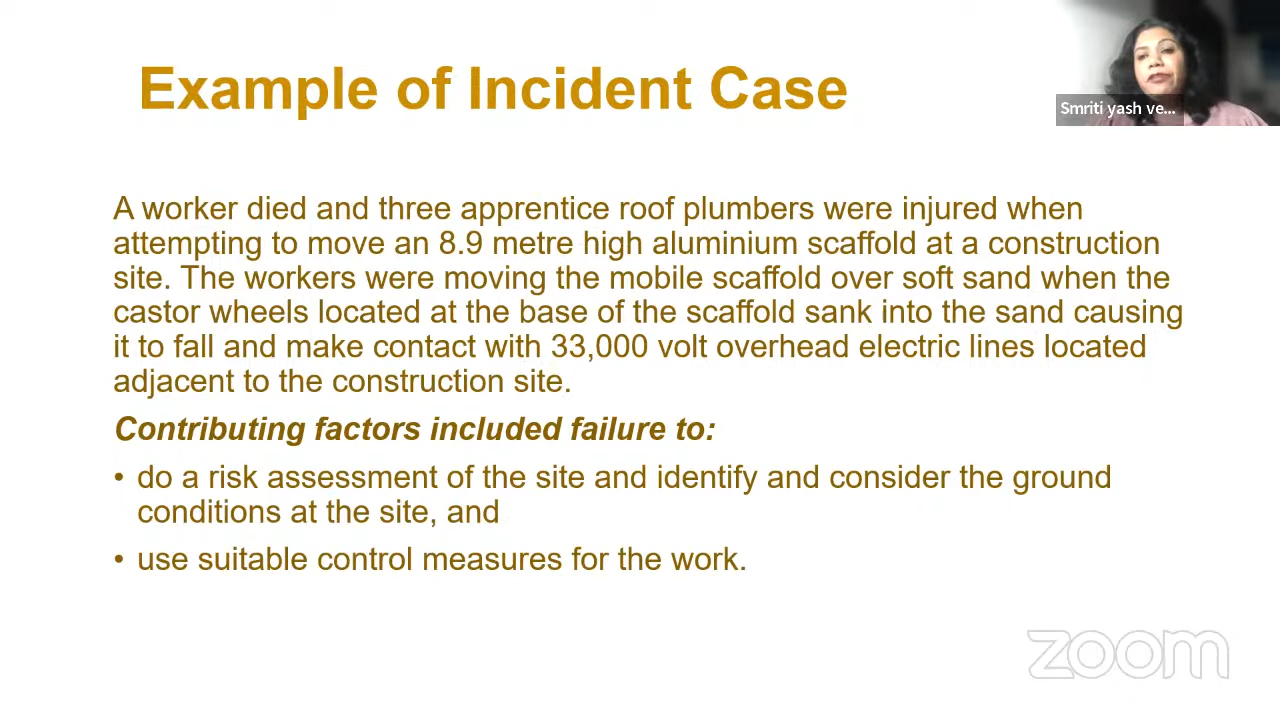 Example of Incident Case
Smriti yash ve...
A worker died and three apprentice roof plumbers were injured when
attempting to move an 8.9 metre high aluminium scaffold at a construction
site. The workers were moving the mobile scaffold over soft sand when the
castor wheels located at the base of the scaffold sank into the sand causing
it to fall and make contact with 33,000 volt overhead electric lines located
adjacent to the construction site.
Contributing factors included failure to:
• do a risk assessment of the site and identify and consider the ground
conditions at the site, and
• use suitable control measures for the work.
zoom